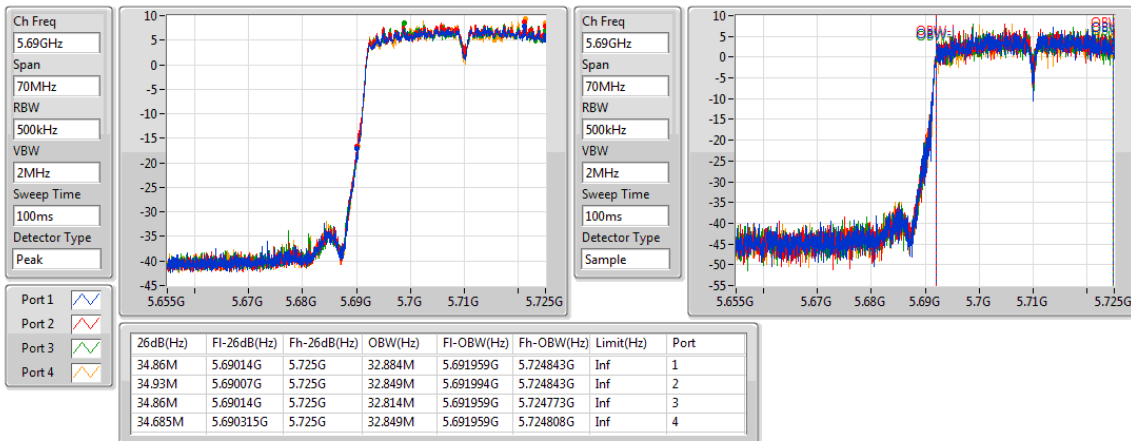 Ch Freq
5.69GHz
Span
70MHz
RBW
500kHz
VBW
2MHz
Sweep Time
100ms
Detector Type
Peak
Port 1
Port 2
Port 3
Port 4
10
5
0
-5
-10
-15
-20
-25
-30
-35
-40
-45
5.655G 5.67G 5.68G 5.69G 5.7G 5.71G 5.725G
Ch Freq
5.69GHz
Span
70MHz
RBW
500kHz
VBW
2MHz
Sweep Time
100ms
Detector Type
Sample
10
5
0
-5
-10
-15
-20
-25
-30
-35
-40
-45
-50
-55
5.655G 5.67G 5.68G 5.69G 5.7G 5.71G 5.725G
26dB(Hz) Fl-26dB(Hz) Fh-26dB(Hz) OBW(Hz) Fl-OBW(Hz) Fh-OBW(Hz) Limit(Hz) Port
34.86M 5.69014G 5.725G 32.884M 5.691959G 5.724843G Inf 1
34.93M 5.69007G 5.725G 32.849M 5.691994G 5.724843G Inf 2
34.86M 5.69014G 5.725G 32.814M 5.691959G 5.724773G Inf 3
34.685M 5.690315G 5.725G 32.849M 5.691959G 5.724808G Inf 4